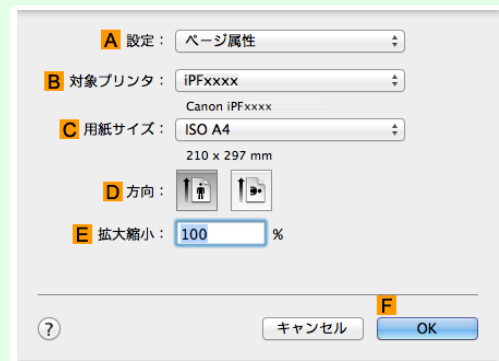 A 設定： ページ属性
B 対象プリンタ： iPFxxxx
Canon iPFxxxx
C 用紙サイズ： ISO A4
210 x 297 mm
D 方向：
E 拡大縮小： 100 %
F
? キャンセル OK